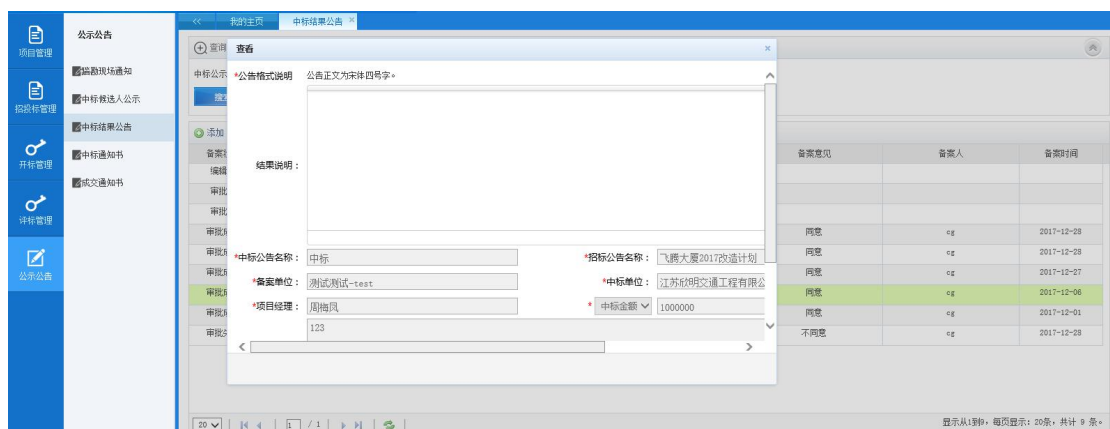 << 我的主页 中标结果公告 ×
项目管理
招投标管理
开标管理
评标管理
公示公告
公示公告
踏勘现场通知
中标候选人公示
中标结果公告
中标通知书
成交通知书
查询
中标公示
搜索
添加
备案意见 备案人 备案时间
编辑
审批
审批
审批 同意 cg 2017-12-28
审批 同意 cg 2017-12-28
审批 同意 cg 2017-12-27
审批 同意 cg 2017-12-06
审批 同意 cg 2017-12-01
审批 不同意 cg 2017-12-28
查看 ×
*公告格式说明 公告正文为宋体四号字。
结果说明：
*中标公告名称： 中标 *招标公告名称： 飞腾大厦2017改造计划
*备案单位： 测试测试-test *中标单位： 江苏欣明交通工程有限公
*项目经理： 周梅凤 * 中标金额 1000000
123
20 1 / 1 显示从1到9，每页显示：20条，共计 9 条。